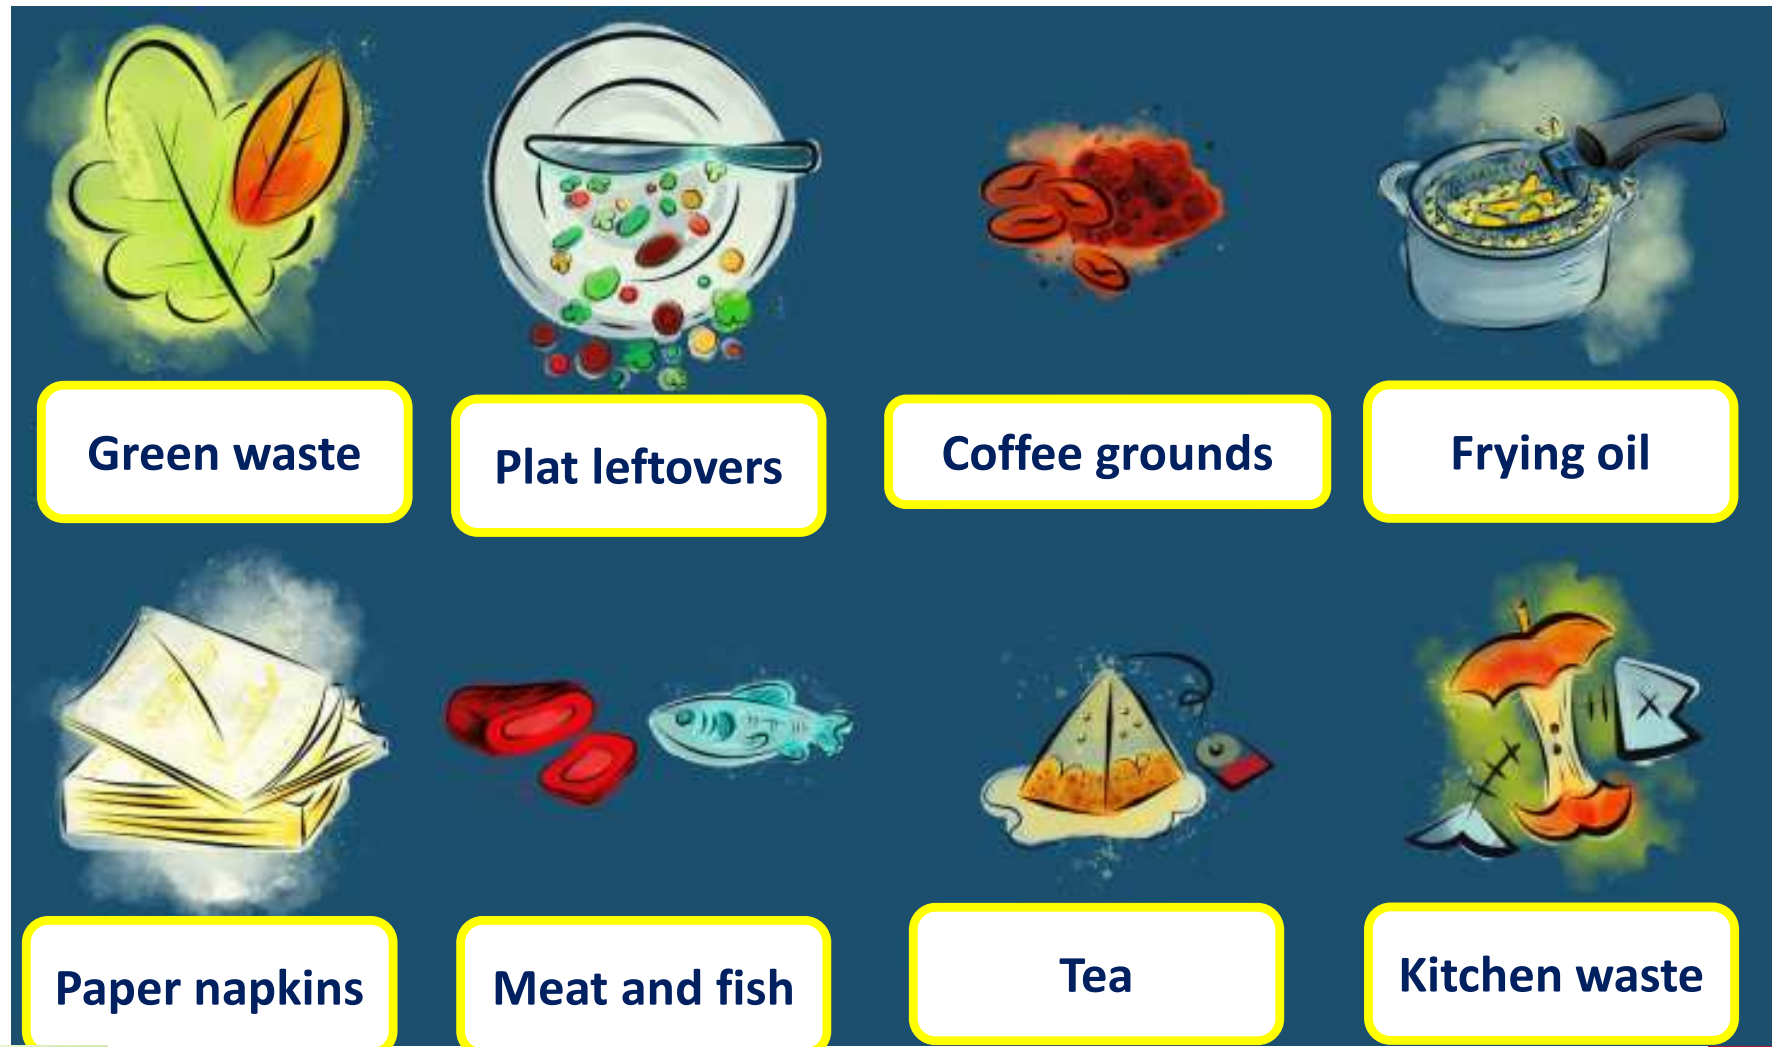 Green waste
Plat leftovers
Coffee grounds
Frying oil
Paper napkins
Meat and fish
Tea
Kitchen waste